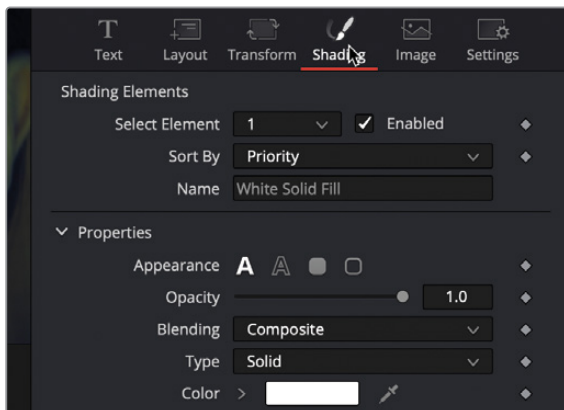 Text Layout Transform Shading Image Settings
Shading Elements
Select Element 1 Enabled
Sort By Priority
Name White Solid Fill
Properties
Appearance A A
Opacity 1.0
Blending Composite
Type Solid
Color >